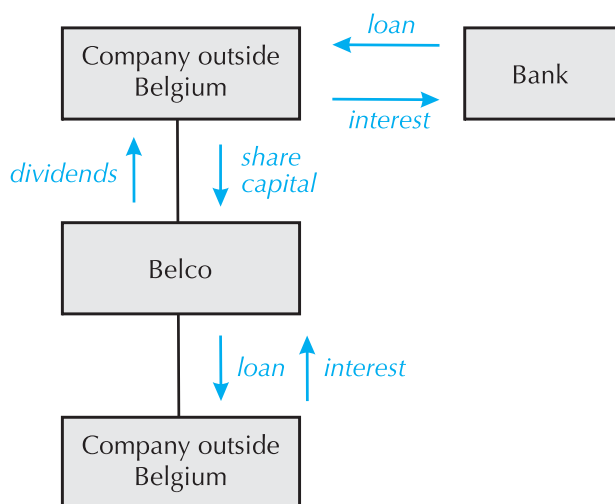 loan
Company outside
Belgium
Bank
interest
dividends
share
capital
Belco
loan
interest
Company outside
Belgium